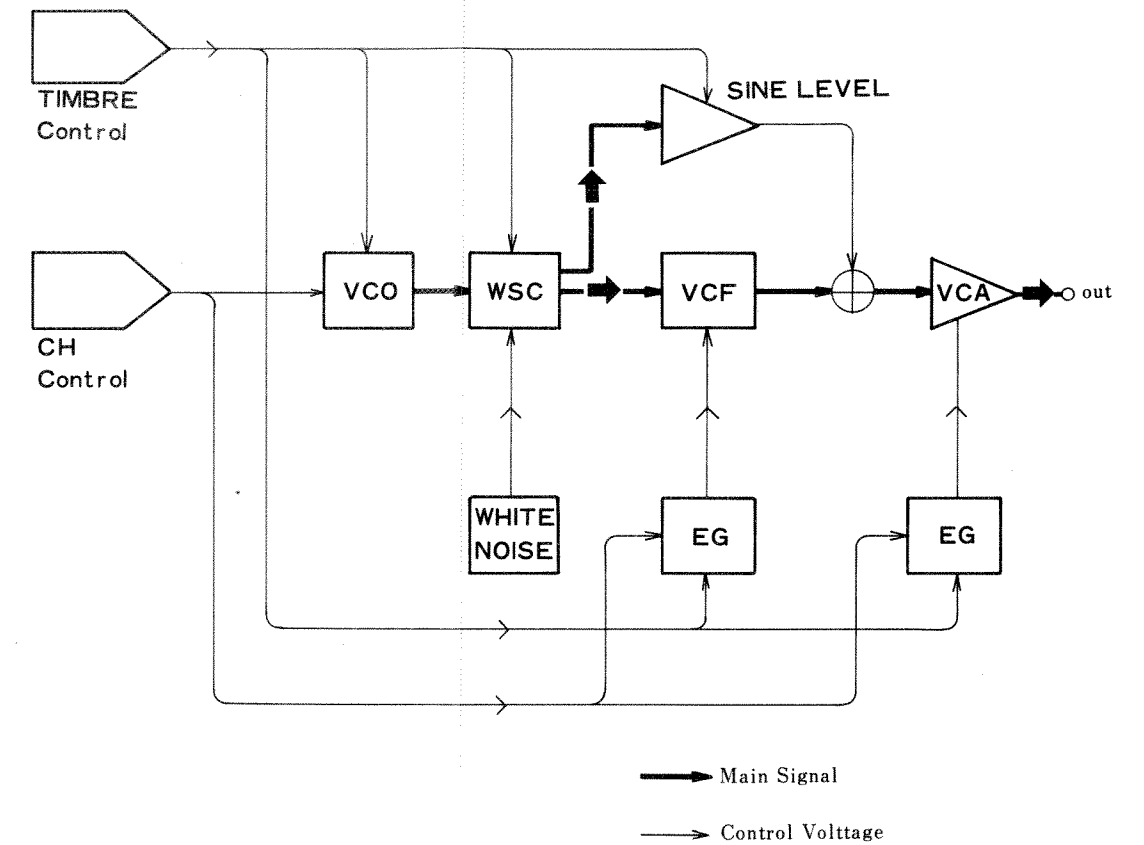 TIMBRE
Control
SINE LEVEL
CH
Control
VCO
WSC
VCF
VCA
out
WHITE
NOISE
EG
EG
Main Signal
Control Volttage